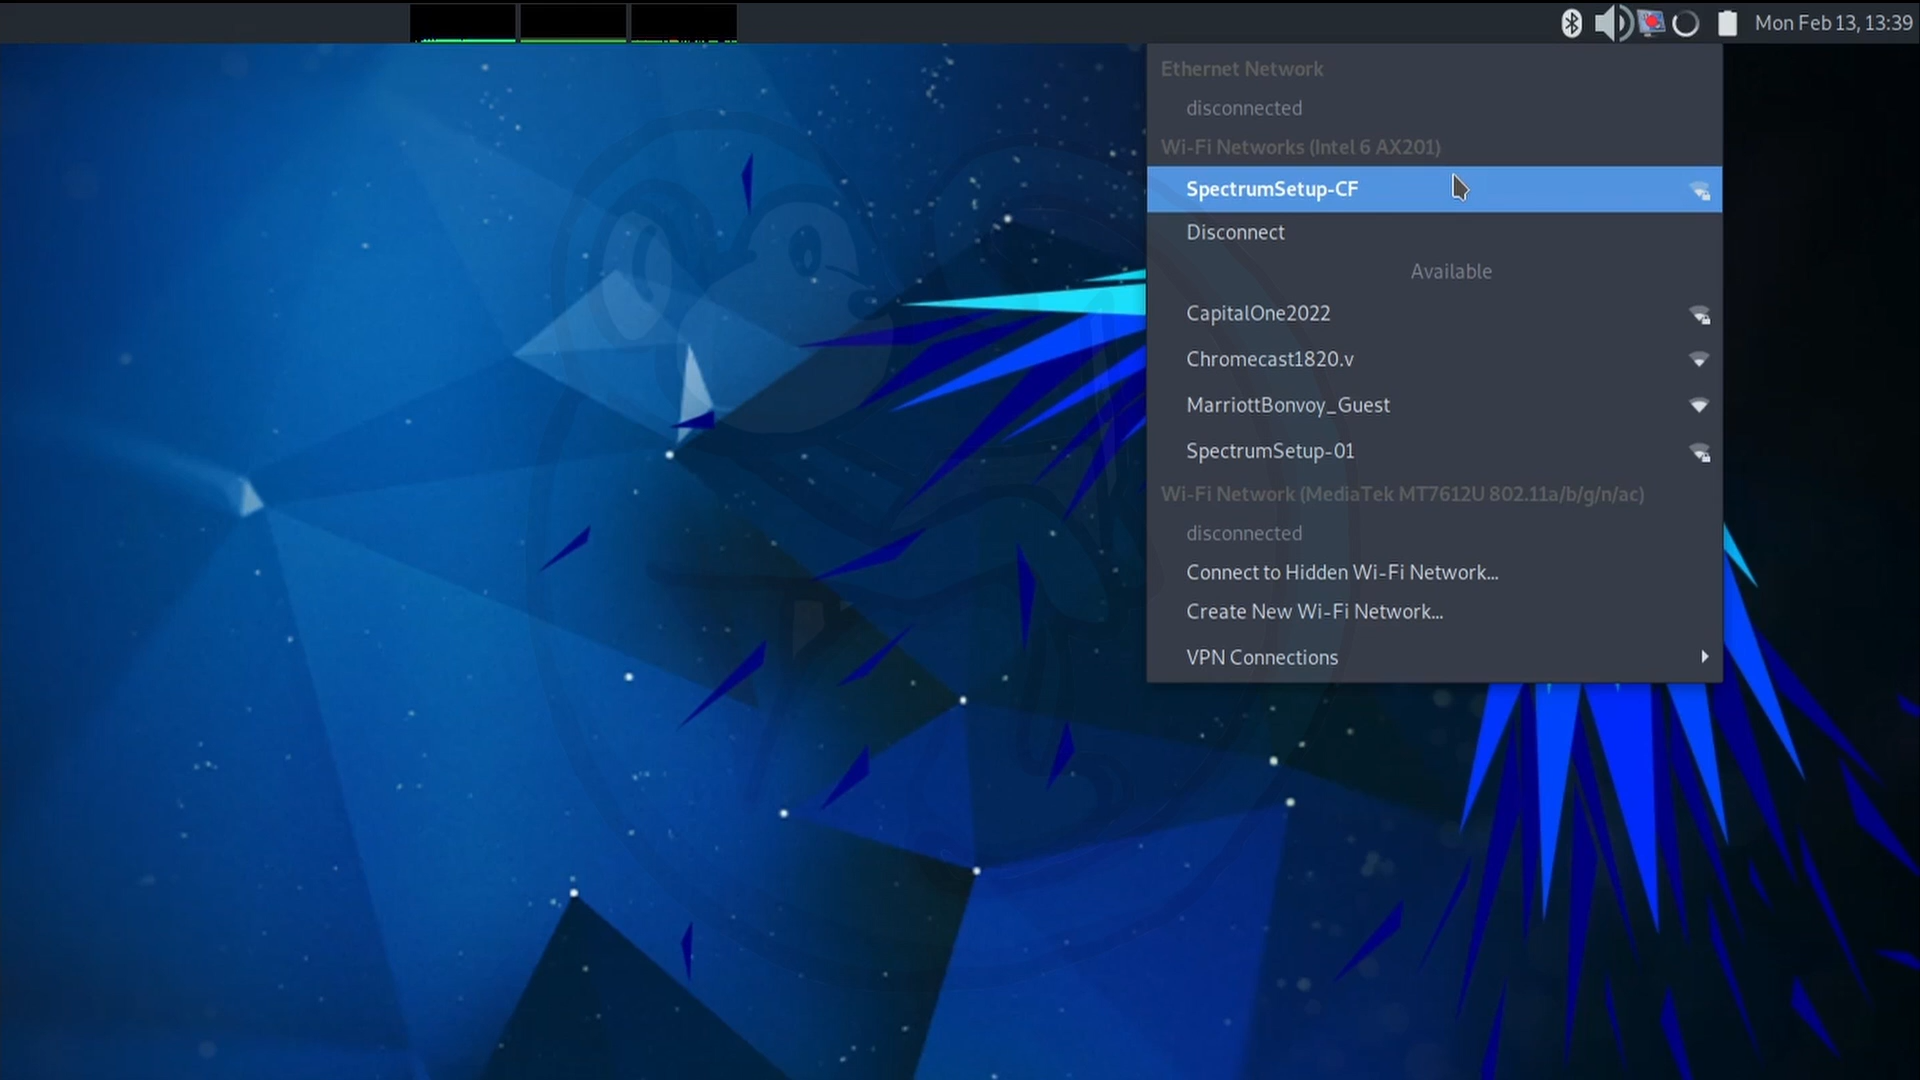 Mon Feb 13, 13:39
Ethernet Network
disconnected
Wi-Fi Networks (Intel 6 AX201)
SpectrumSetup-CF
Disconnect
Available
CapitalOne2022
Chromecast1820.v
MarriottBonvoy_Guest
SpectrumSetup-01
Wi-Fi Network (MediaTek MT7612U 802.11a/b/g/n/ac)
disconnected
Connect to Hidden Wi-Fi Network...
Create New Wi-Fi Network...
VPN Connections